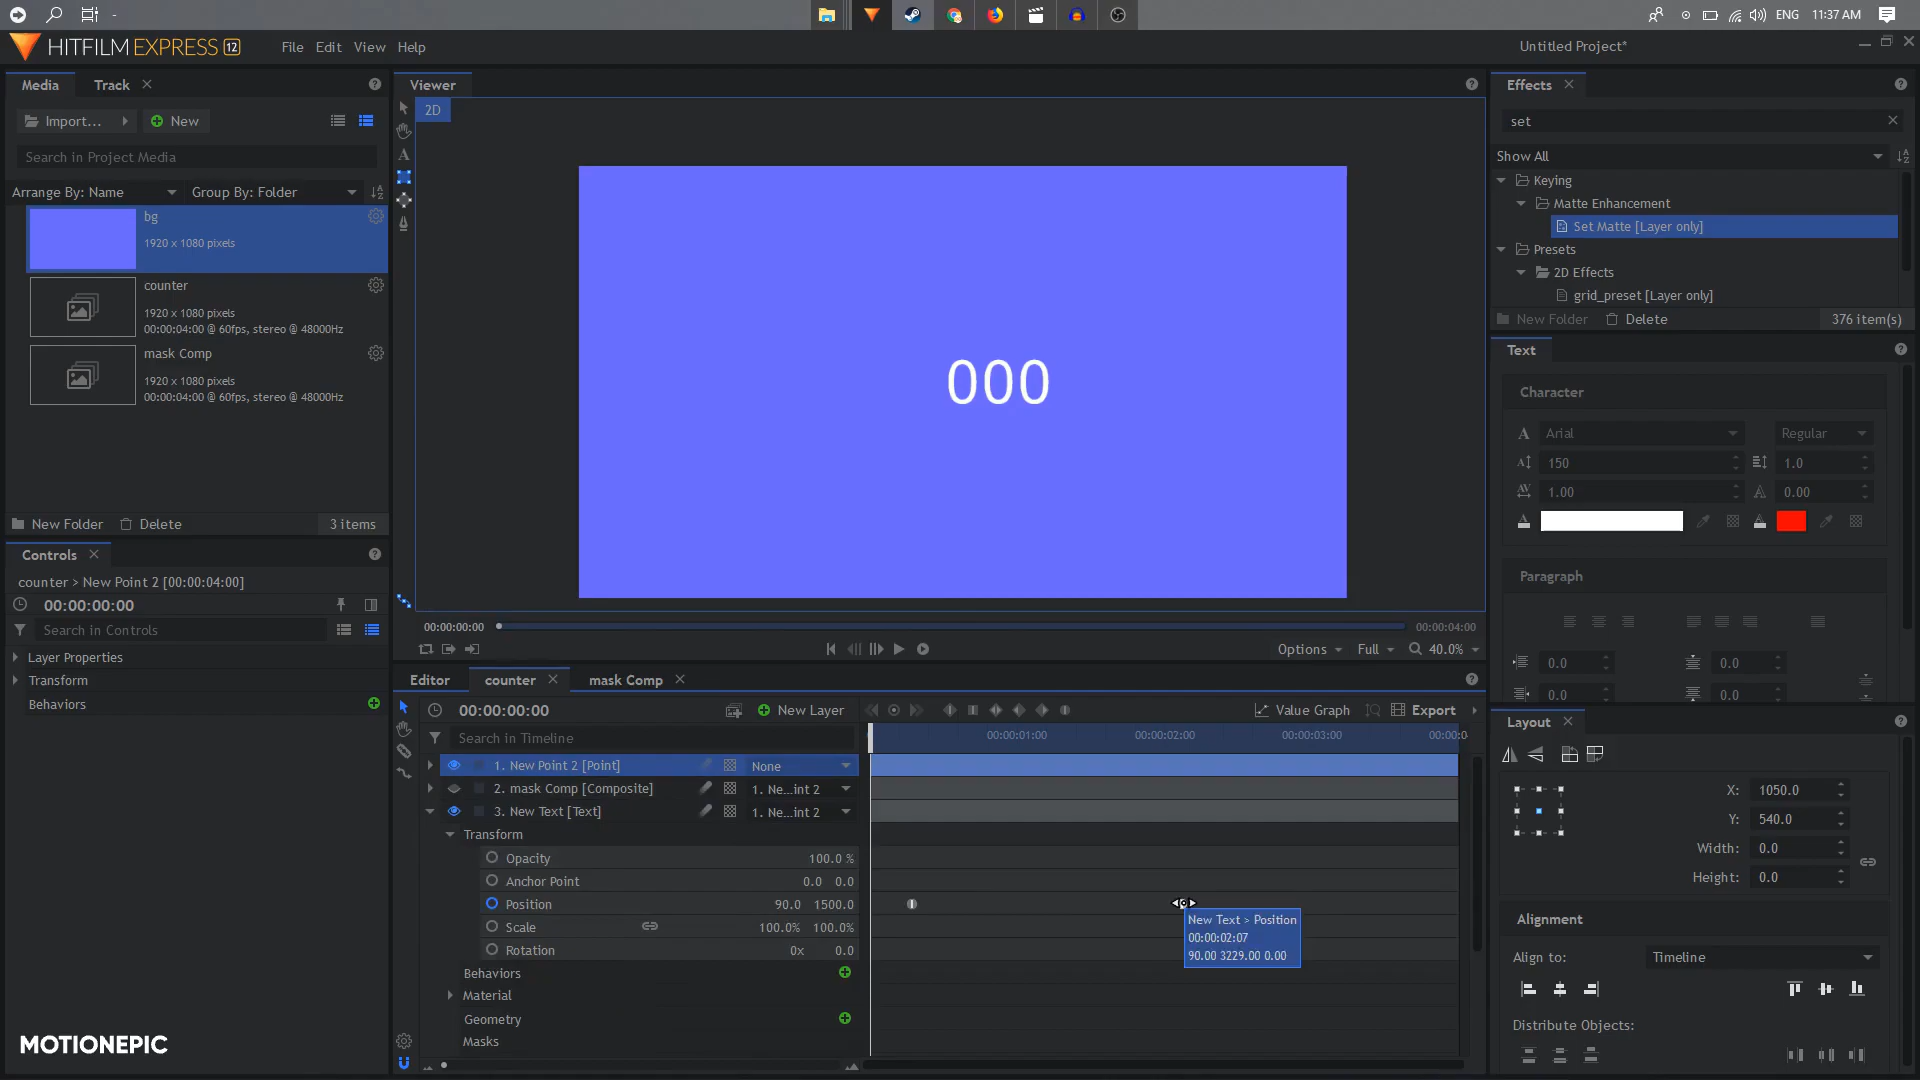 ENG 11:37 AM
HITFILM EXPRESS 12
File Edit View Help
Untitled Project*
Media
Track
Import...
New
Search in Project Media
Arrange By: Name
Group By: Folder
bg
1920 x 1080 pixels
counter
1920 x 1080 pixels
00:00:04:00 @ 60fps, stereo @ 48000Hz
mask Comp
1920 x 1080 pixels
00:00:04:00 @ 60fps, stereo @ 48000Hz
New Folder
Delete
3 items
Controls
counter > New Point 2 [00:00:04:00]
00:00:00:00
Search in Controls
Layer Properties
Transform
Behaviors
MOTIONEPIC
Viewer
2D
000
00:00:00:00
00:00:04:00
Options
Full
40.0%
Editor
counter
mask Comp
00:00:00:00
New Layer
Value Graph
Export
Search in Timeline
00:00:01:00
00:00:02:00
00:00:03:00
00:00:0
1. New Point 2 [Point]
None
2. mask Comp [Composite]
1. Ne...int 2
3. New Text [Text]
1. Ne...int 2
Transform
Opacity
100.0 %
Anchor Point
0.0 0.0
Position
90.0 1500.0
Scale
100.0% 100.0%
Rotation
0x 0.0
Behaviors
Material
Geometry
Masks
New Text > Position
00:00:02:07
90.00 3229.00 0.00
Effects
set
Show All
Keying
Matte Enhancement
Set Matte [Layer only]
Presets
2D Effects
grid_preset [Layer only]
New Folder
Delete
376 item(s)
Text
Character
Arial
Regular
150
1.0
1.00
0.00
Paragraph
0.0
0.0
0.0
0.0
Layout
X: 1050.0
Y: 540.0
Width: 0.0
Height: 0.0
Alignment
Align to: Timeline
Distribute Objects: